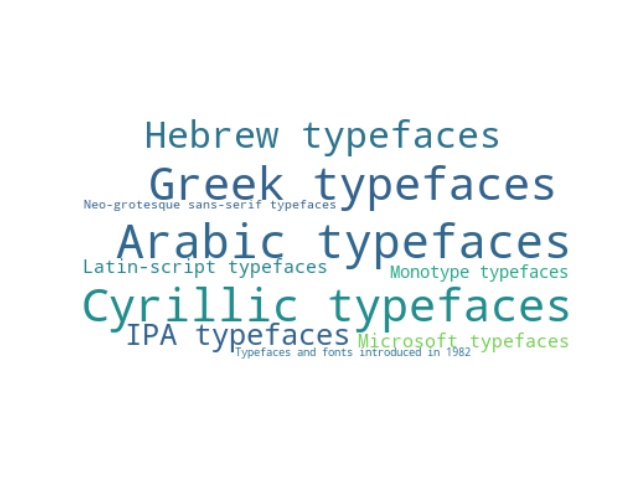 Hebrew typefaces
Greek typefaces
Neo-grotesque sans-serif typefaces
Arabic typefaces
Latin-script typefaces
Monotype typefaces
Cyrillic typefaces
IPA typefaces
Microsoft typefaces
Typefaces and fonts introduced in 1982